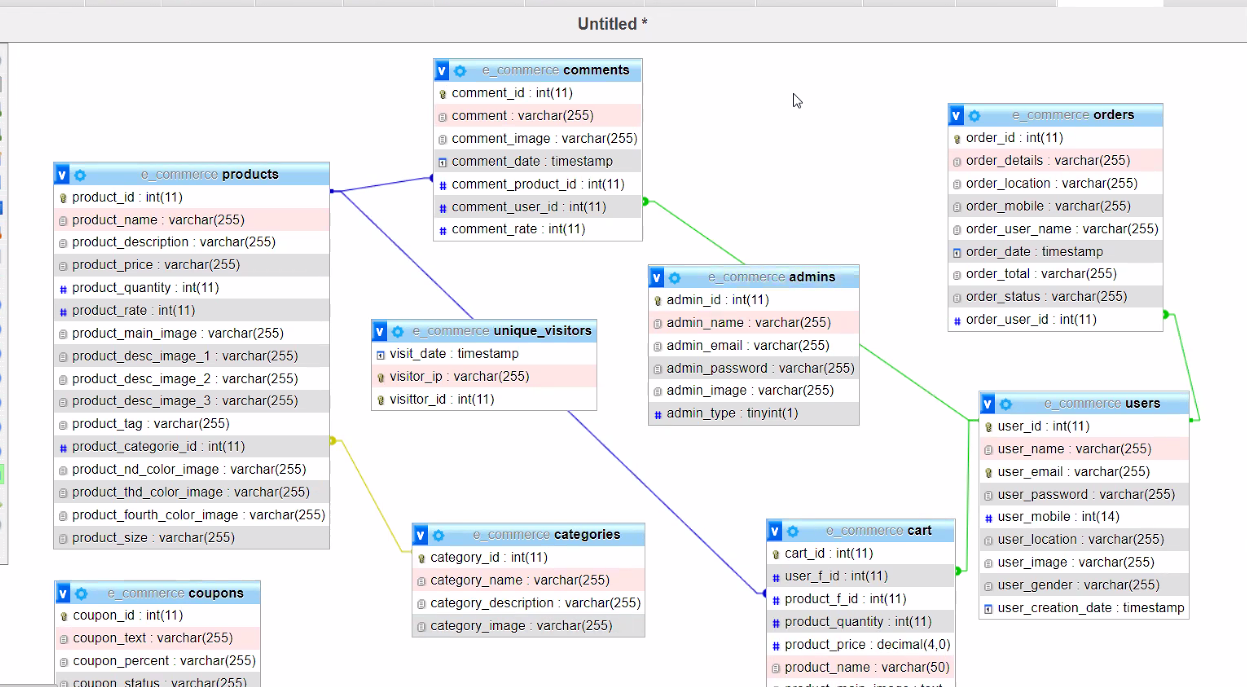 Untitled *
e_commerce comments
comment_id : int(11)
comment : varchar(255)
comment_image : varchar(255)
comment_date : timestamp
comment_product_id : int(11)
comment_user_id : int(11)
comment_rate : int(11)
e_commerce orders
order_id : int(11)
order_details : varchar(255)
order_location : varchar(255)
order_mobile : varchar(255)
order_user_name : varchar(255)
order_date : timestamp
order_total : varchar(255)
order_status : varchar(255)
order_user_id : int(11)
e_commerce products
product_id : int(11)
product_name : varchar(255)
product_description : varchar(255)
product_price : varchar(255)
product_quantity : int(11)
product_rate : int(11)
product_main_image : varchar(255)
product_desc_image_1 : varchar(255)
product_desc_image_2 : varchar(255)
product_desc_image_3 : varchar(255)
product_tag : varchar(255)
product_categorie_id : int(11)
product_nd_color_image : varchar(255)
product_thd_color_image : varchar(255)
product_fourth_color_image : varchar(255)
product_size : varchar(255)
e_commerce admins
admin_id : int(11)
admin_name : varchar(255)
admin_email : varchar(255)
admin_password : varchar(255)
admin_image : varchar(255)
admin_type : tinyint(1)
e_commerce unique_visitors
visit_date : timestamp
visitor_ip : varchar(255)
visittor_id : int(11)
e_commerce users
user_id : int(11)
user_name : varchar(255)
user_email : varchar(255)
user_password : varchar(255)
user_mobile : int(14)
user_location : varchar(255)
user_image : varchar(255)
user_gender : varchar(255)
user_creation_date : timestamp
e_commerce categories
category_id : int(11)
category_name : varchar(255)
category_description : varchar(255)
category_image : varchar(255)
e_commerce cart
cart_id : int(11)
user_f_id : int(11)
product_f_id : int(11)
product_quantity : int(11)
product_price : decimal(4,0)
product_name : varchar(50)
product_main_image : text
e_commerce coupons
coupon_id : int(11)
coupon_text : varchar(255)
coupon_percent : varchar(255)
coupon_status : varchar(255)